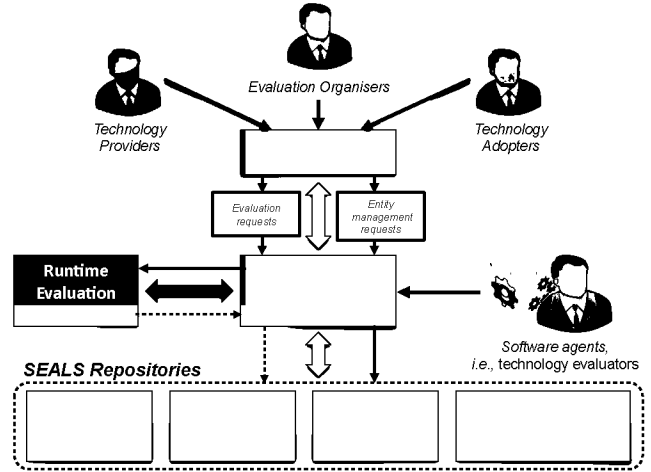 Evaluation Organisers
Technology
Providers
Technology
Adopters
Evaluation
requests
Entity
management
requests
Runtime
Evaluation
Software agents,
i.e., technology evaluators
SEALS Repositories